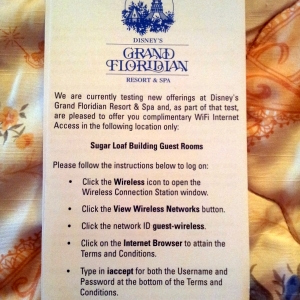 DISNEY'S
GRAND
FLORIDIAN
RESORT & SPA
We are currently testing new offerings at Disney's
Grand Floridian Resort & Spa and, as part of that test,
are pleased to offer you complimentary WiFi Internet
Access in the following location only:
Sugar Loaf Building Guest Rooms
Please follow the instructions below to log on:
• Click the Wireless icon to open the
Wireless Connection Station window.
• Click the View Wireless Networks button.
• Click the network ID guest-wireless.
• Click on the Internet Browser to attain the
Terms and Conditions.
• Type in iaccept for both the Username and
Password at the bottom of the Terms and
Conditions.